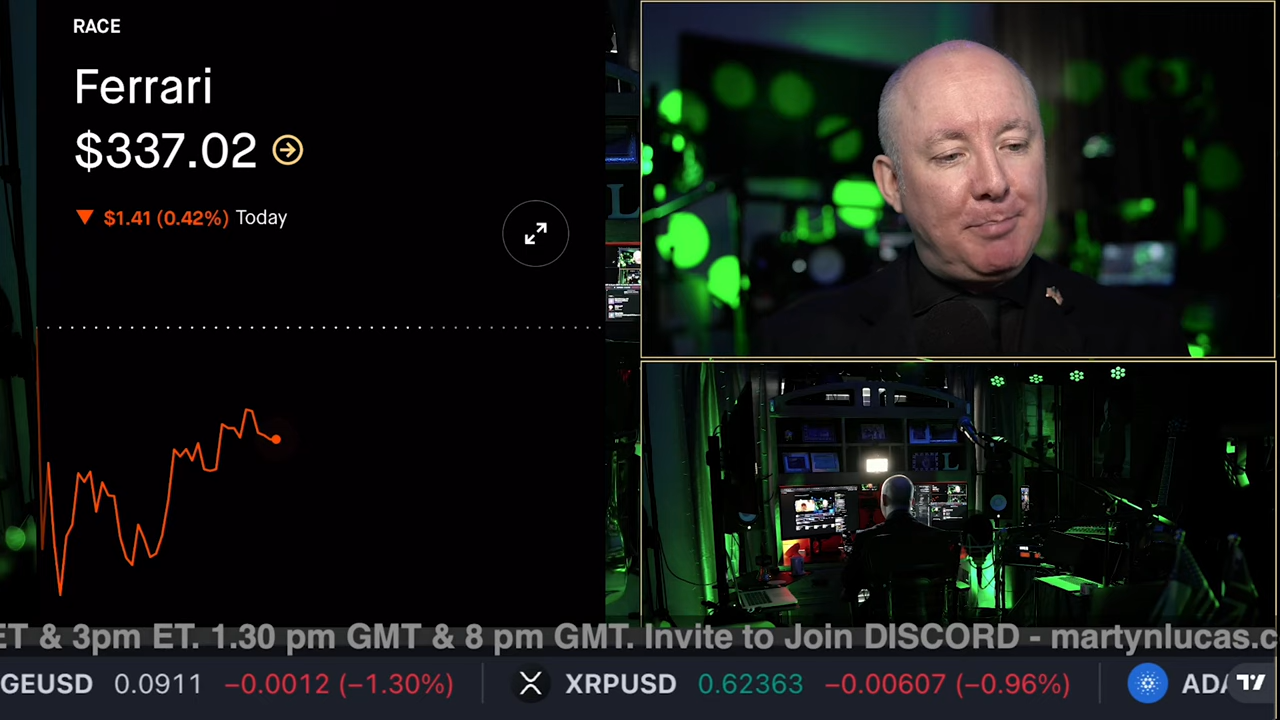 RACE
Ferrari
$337.02
$1.41 (0.42%) Today
L
L
ET & 3pm ET. 1.30 pm GMT & 8 pm GMT. Invite to Join DISCORD - martynlucas.c
GEUSD 0.0911 −0.0012 (−1.30%) XRPUSD 0.62363 −0.00607 (−0.96%) ADA